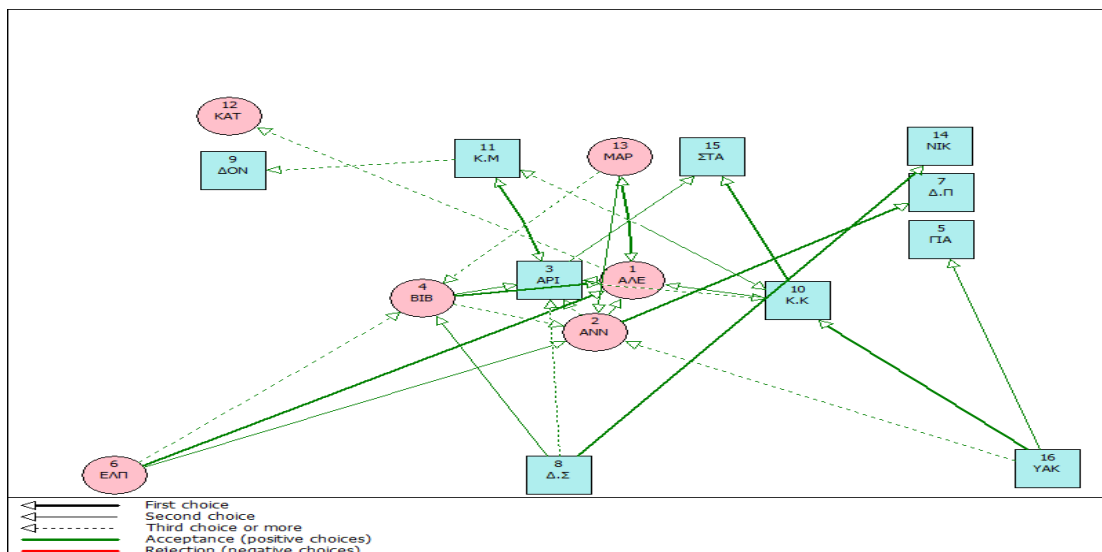 12
ΚΑΤ
9
ΔΟΝ
11
Κ.Μ
13
ΜΑΡ
15
ΣΤΑ
14
ΝΙΚ
7
Δ.Π
5
ΓΙΑ
4
ΒΙΒ
3
ΑΡΙ
1
ΑΛΕ
10
Κ.Κ
2
ΑΝΝ
6
ΕΛΠ
8
Δ.Σ
16
ΥΑΚ
First choice
Second choice
Third choice or more
Acceptance (positive choices)
Rejection (negative choices)